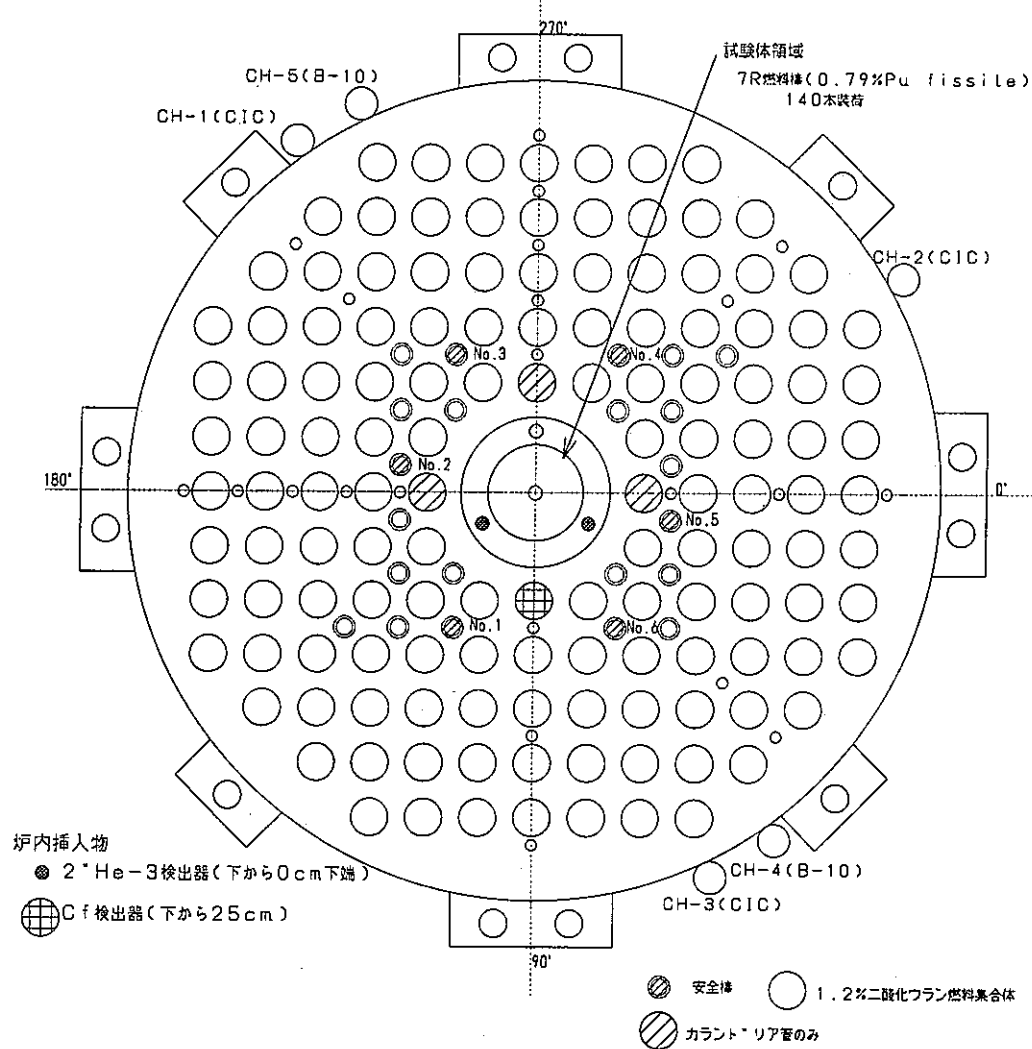 270°
試験体領域
7R燃料棒(0.79%Pu fissile)
140本装荷
CH-5(B-10)
CH-1(CIC)
CH-2(CIC)
No.3
No.4
No.2
180°
0°
No.5
No.1
No.6
炉内挿入物
2"He-3検出器(下から0cm下端)
Cf検出器(下から25cm)
CH-4(B-10)
CH-3(CIC)
90°
安全棒
1.2%二酸化ウラン燃料集合体
カランドリア管のみ